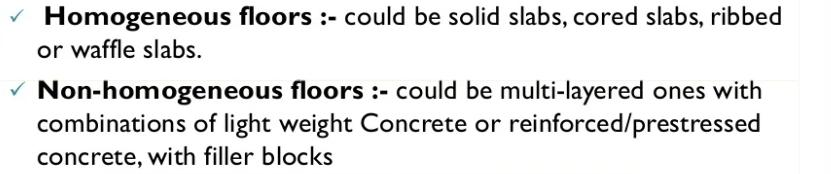 ✓ Homogeneous floors :- could be solid slabs, cored slabs, ribbed
or waffle slabs.
✓ Non-homogeneous floors :- could be multi-layered ones with
combinations of light weight Concrete or reinforced/prestressed
concrete, with filler blocks